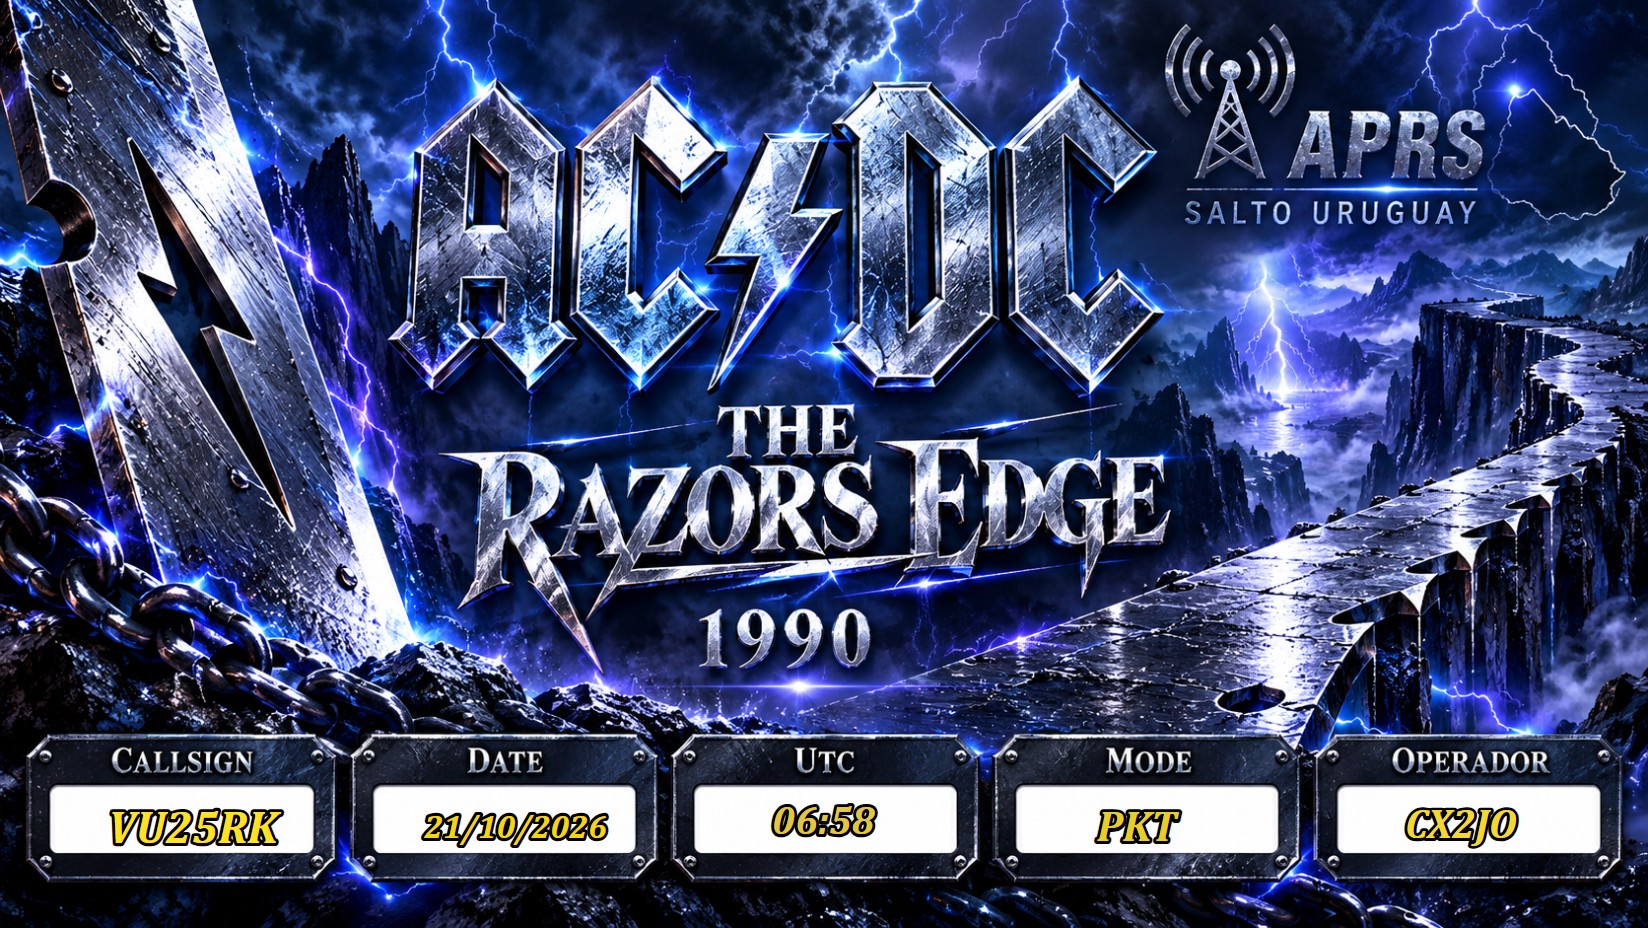 AC/DC
APRS
SALTO URUGUAY
THE
RAZORS EDGE
1990
CALLSIGN
VU25RK
DATE
21/10/2026
UTC
06:58
MODE
PKT
OPERADOR
CX2JO